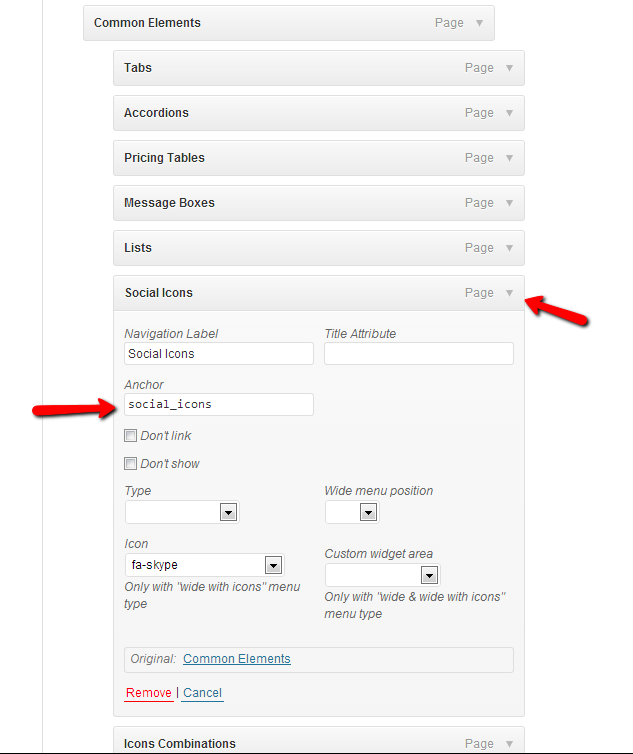 Common Elements Page
Tabs Page
Accordions Page
Pricing Tables Page
Message Boxes Page
Lists Page
Social Icons Page
Navigation Label Title Attribute
Social Icons
Anchor
social_icons
Don't link
Don't show
Type Wide menu position
Icon Custom widget area
fa-skype
Only with "wide with icons" menu
type
Only with "wide & wide with icons"
menu type
Original: Common Elements
Remove | Cancel
Icons Combinations Page